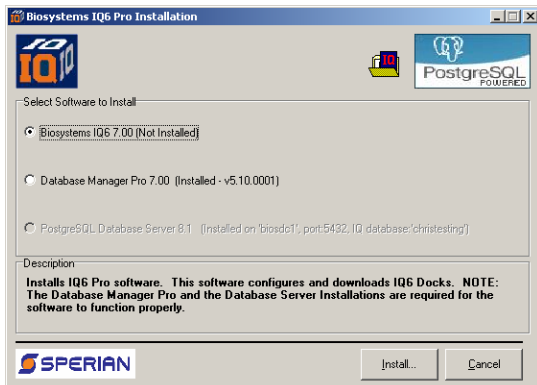 Biosystems IQ6 Pro Installation
IQ
IQ
IQ
PostgreSQL
POWERED
Select Software to Install
Biosystems IQ6 7.00 (Not Installed)
Database Manager Pro 7.00 (Installed - v5.10.0001)
PostgreSQL Database Server 8.1 (Installed on 'biosdc1', port:5432, IQ database:'christesting')
Description
Installs IQ6 Pro software. This software configures and downloads IQ6 Docks. NOTE:
The Database Manager Pro and the Database Server Installations are required for the
software to function properly.
SPERIAN
Install...
Cancel